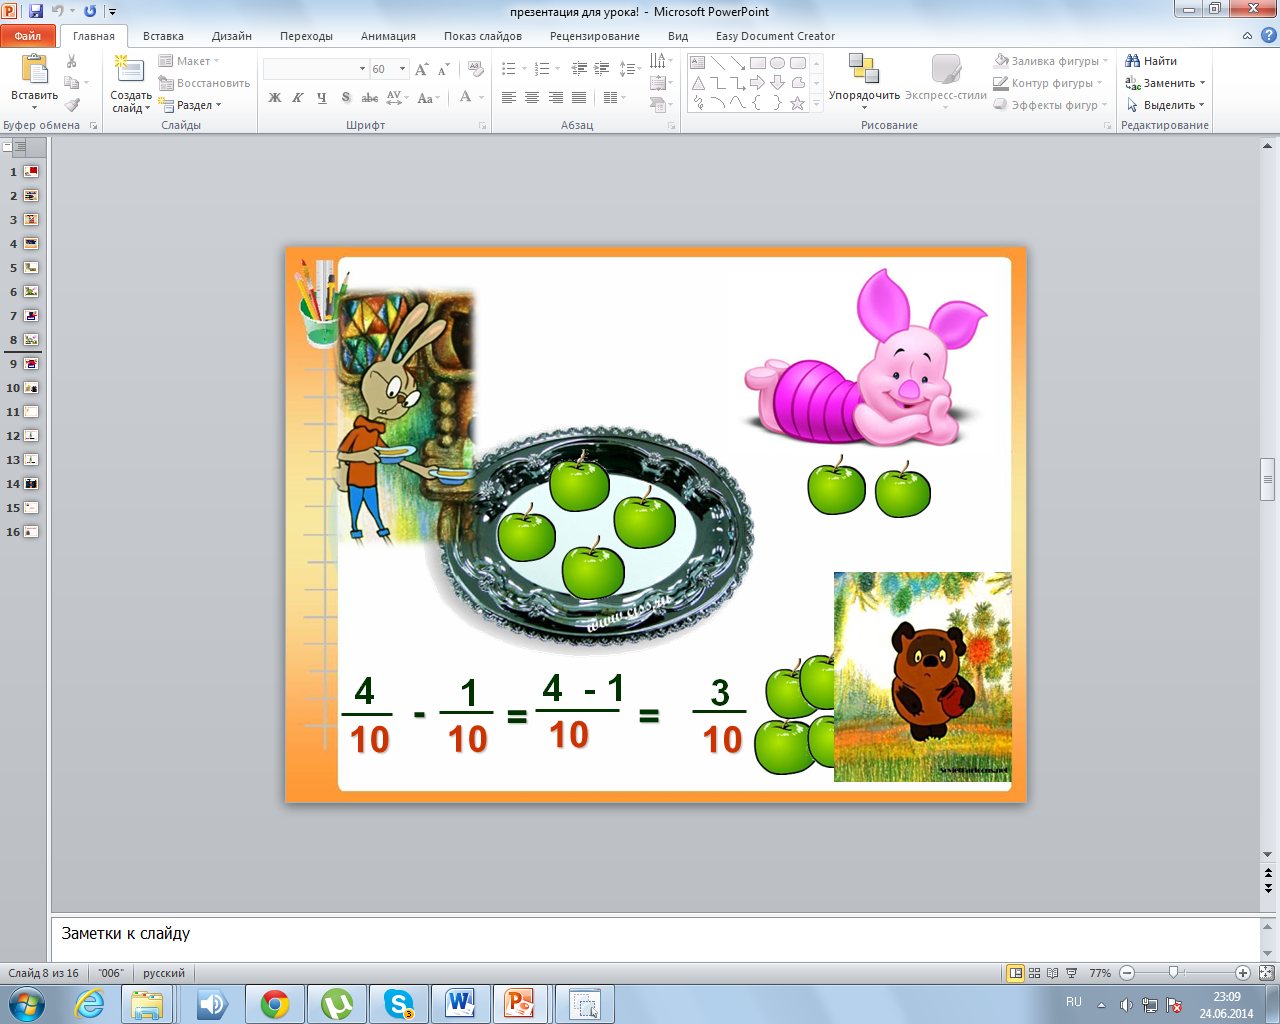 презентация для урока! - Microsoft PowerPoint
Файл Главная Вставка Дизайн Переходы Анимация Показ слайдов Рецензирование Вид Easy Document Creator
Вставить
Буфер обмена
Создать слайд
Макет
Восстановить
Раздел
Слайды
60
Ж К Ч S abc AV Aa A
Шрифт
Абзац
Упорядочить
Экспресс-стили
Заливка фигуры
Контур фигуры
Эффекты фигур
Рисование
Найти
Заменить
Выделить
Редактирование
1
2
3
4
5
6
7
8
9
10
11
12
13
14
15
16
4 - 1 = 4 - 1 = 3
10 10 10 10
Заметки к слайду
Слайд 8 из 16 "006" русский 77%
RU 23:09
24.06.2014